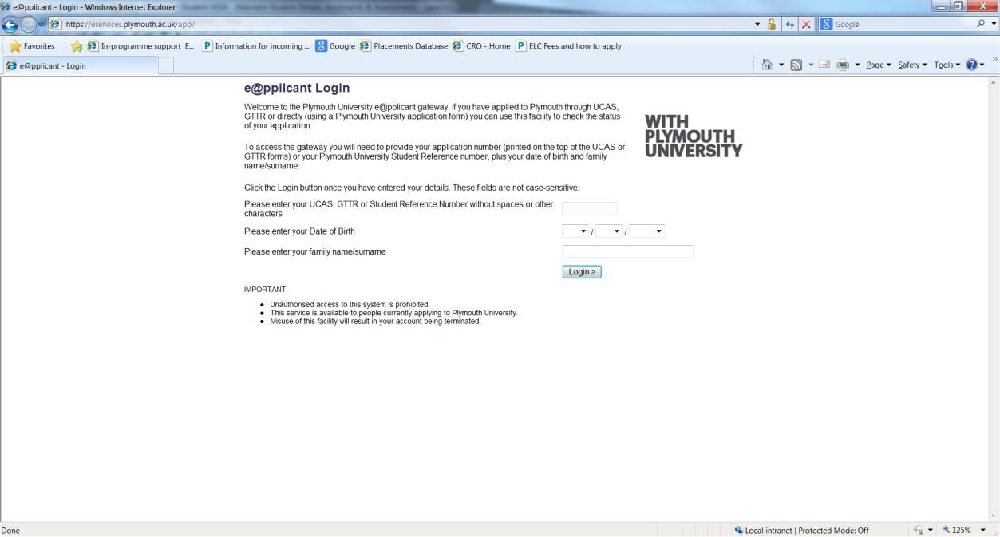 e@pplicant - Login - Windows Internet Explorer
https://eservices.plymouth.ac.uk/app/
Google
Favorites In-programme support E... Information for incoming ... Google Placements Database CRO - Home ELC Fees and how to apply
e@pplicant - Login
Page Safety Tools
e@pplicant Login
Welcome to the Plymouth University e@pplicant gateway. If you have applied to Plymouth through UCAS,
GTTR or directly (using a Plymouth University application form) you can use this facility to check the status
of your application.
WITH
PLYMOUTH
UNIVERSITY
To access the gateway you will need to provide your application number (printed on the top of the UCAS or
GTTR forms) or your Plymouth University Student Reference number, plus your date of birth and family
name/surname.
Click the Login button once you have entered your details. These fields are not case-sensitive.
Please enter your UCAS, GTTR or Student Reference Number without spaces or other
characters
Please enter your Date of Birth / /
Please enter your family name/surname
Login >
IMPORTANT:
Unauthorised access to this system is prohibited.
This service is available to people currently applying to Plymouth University.
Misuse of this facility will result in your account being terminated.
Done Local intranet | Protected Mode: Off 125%